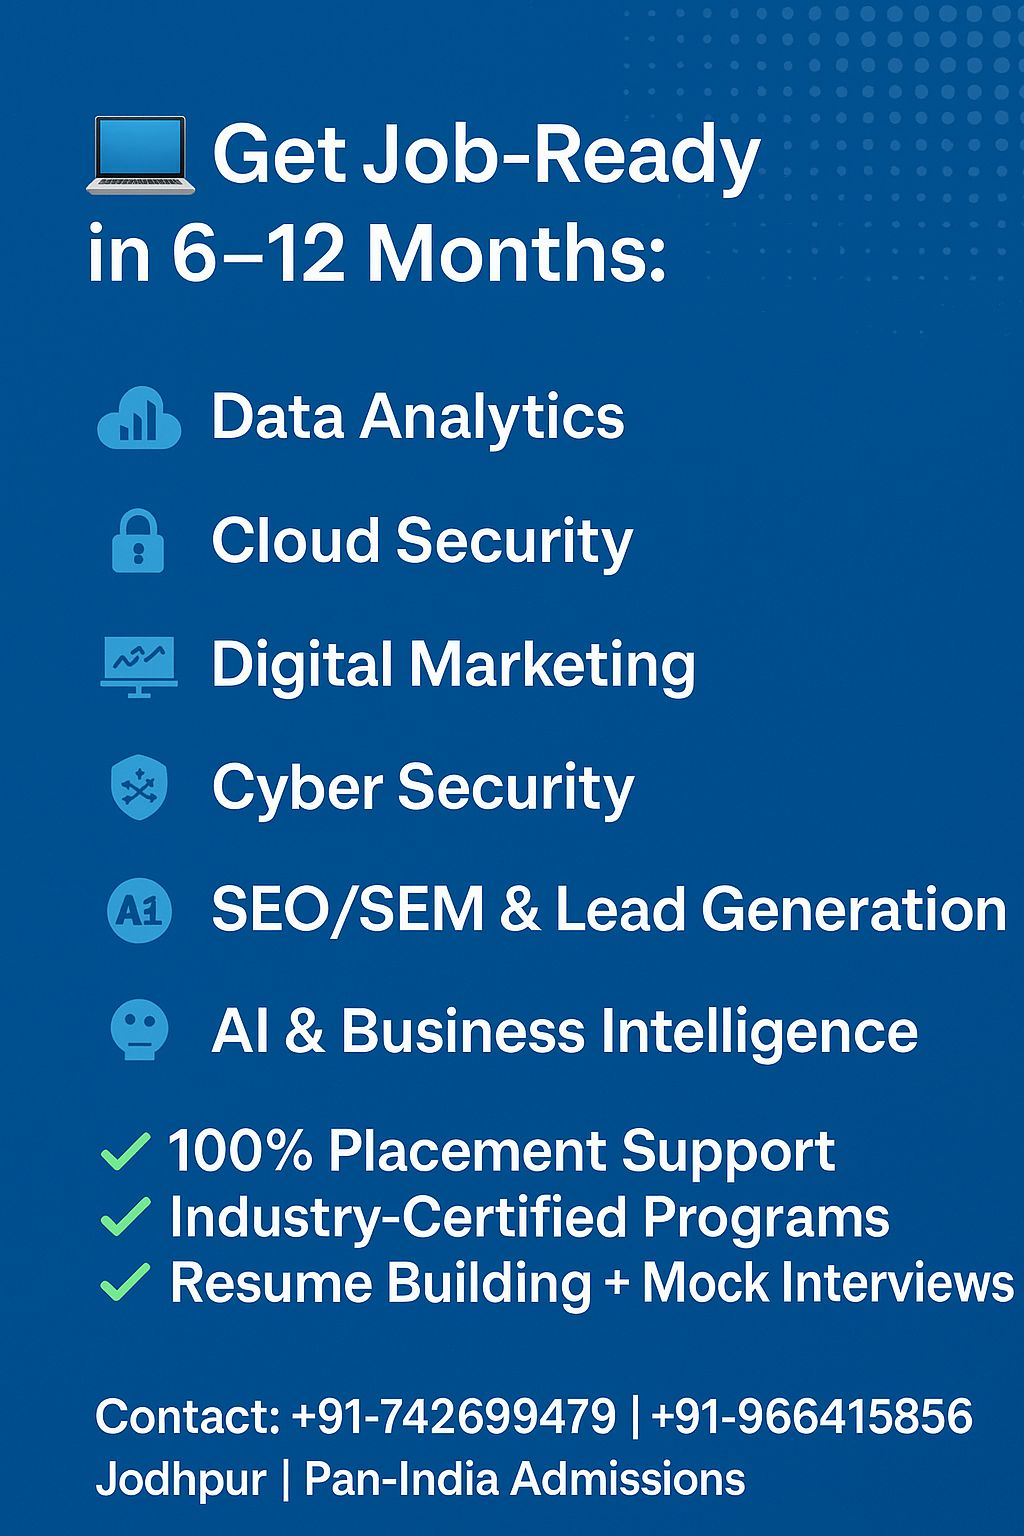 Get Job-Ready
in 6–12 Months:
Data Analytics
Cloud Security
Digital Marketing
Cyber Security
A1
SEO/SEM & Lead Generation
AI & Business Intelligence
100% Placement Support
Industry-Certified Programs
Resume Building + Mock Interviews
Contact: +91-742699479 | +91-966415856
Jodhpur | Pan-India Admissions